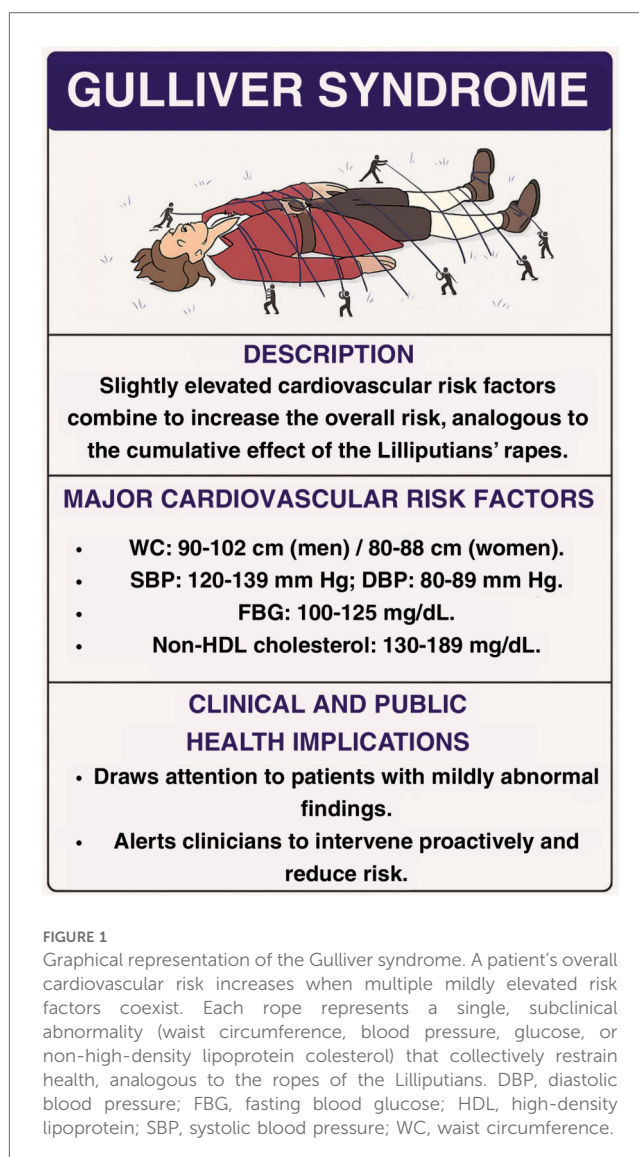 GULLIVER SYNDROME
DESCRIPTION
Slightly elevated cardiovascular risk factors
combine to increase the overall risk, analogous to
the cumulative effect of the Lilliputians’ rapes.
MAJOR CARDIOVASCULAR RISK FACTORS
• WC: 90-102 cm (men) / 80-88 cm (women).
• SBP: 120-139 mm Hg; DBP: 80-89 mm Hg.
• FBG: 100-125 mg/dL.
• Non-HDL cholesterol: 130-189 mg/dL.
CLINICAL AND PUBLIC
HEALTH IMPLICATIONS
• Draws attention to patients with mildly abnormal
findings.
• Alerts clinicians to intervene proactively and
reduce risk.
FIGURE 1
Graphical representation of the Gulliver syndrome. A patient’s overall
cardiovascular risk increases when multiple mildly elevated risk
factors coexist. Each rope represents a single, subclinical
abnormality (waist circumference, blood pressure, glucose, or
non-high-density lipoprotein colesterol) that collectively restrain
health, analogous to the ropes of the Lilliputians. DBP, diastolic
blood pressure; FBG, fasting blood glucose; HDL, high-density
lipoprotein; SBP, systolic blood pressure; WC, waist circumference.